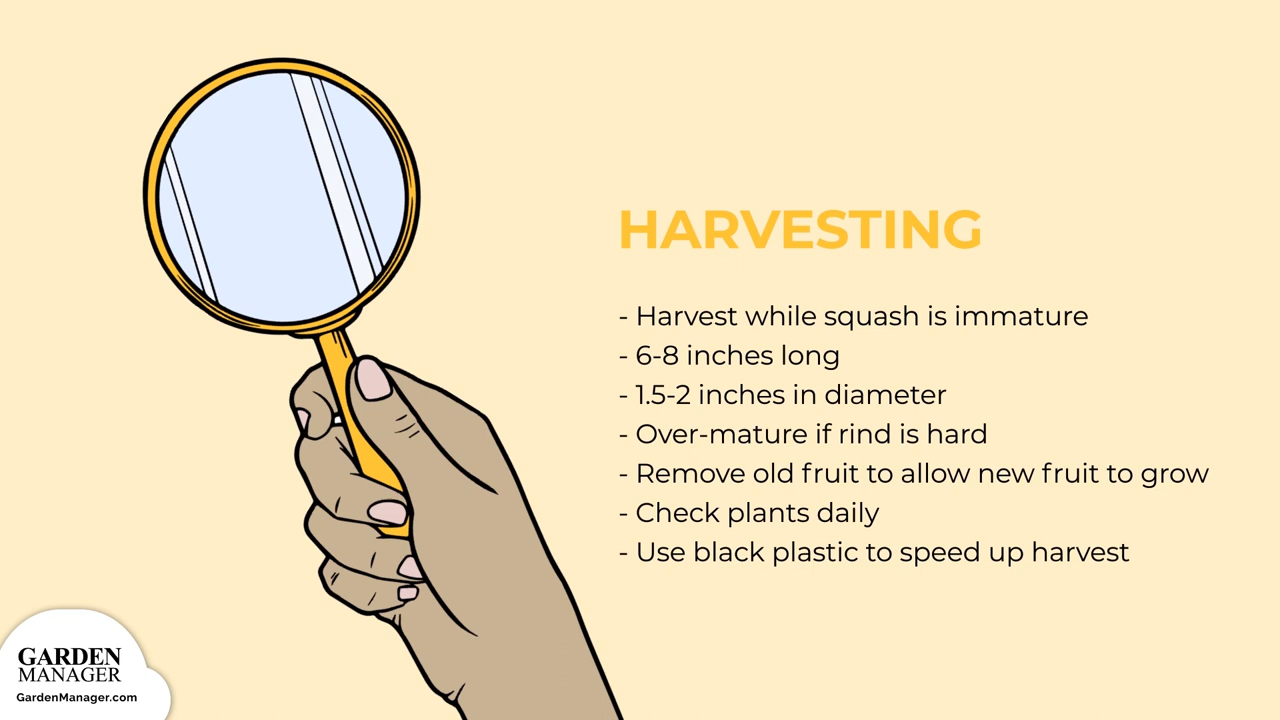 HARVESTING
- Harvest while squash is immature
- 6-8 inches long
- 1.5-2 inches in diameter
- Over-mature if rind is hard
- Remove old fruit to allow new fruit to grow
- Check plants daily
- Use black plastic to speed up harvest
GARDEN
MANAGER
GardenManager.com